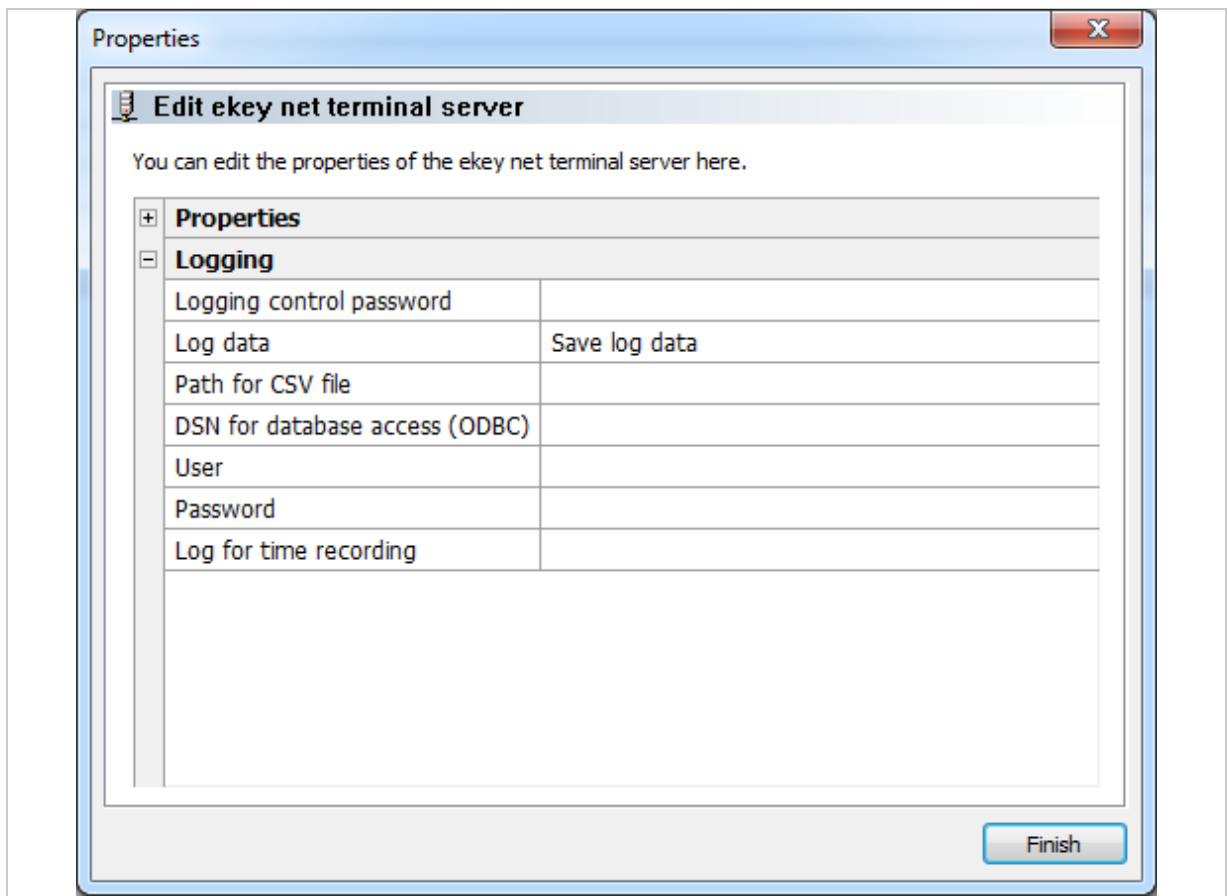 Properties
Edit ekey net terminal server
You can edit the properties of the ekey net terminal server here.
Properties
Logging
Logging control password
Log data Save log data
Path for CSV file
DSN for database access (ODBC)
User
Password
Log for time recording
Finish